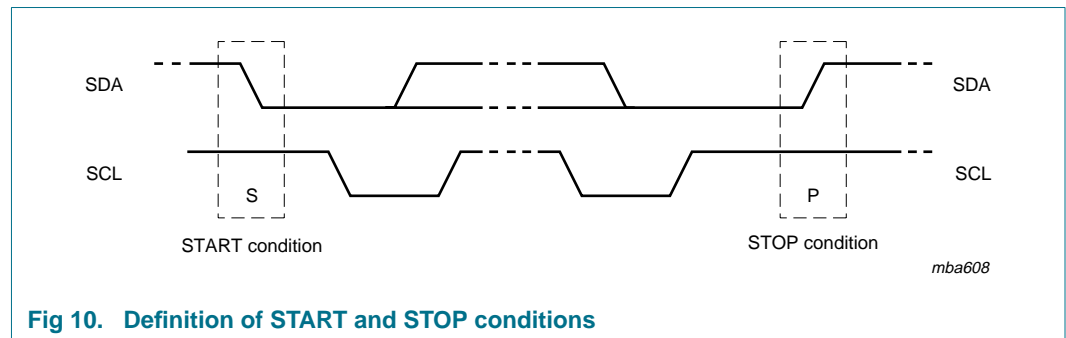 SDA
SDA
SCL
SCL
S
P
START condition
STOP condition
mba608
Fig 10. Definition of START and STOP conditions